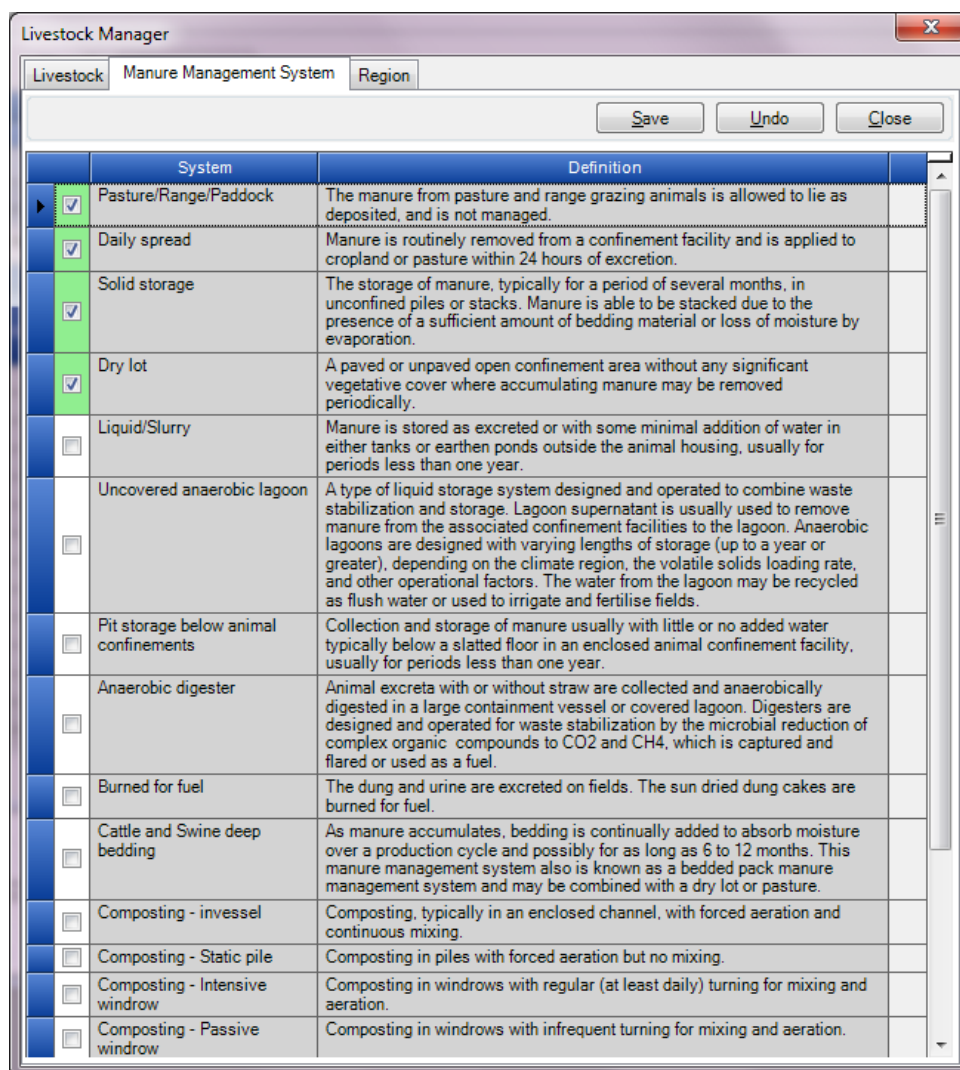 Livestock Manager
Livestock
Manure Management System
Region
Save
Undo
Close
System
Definition
Pasture/Range/Paddock
The manure from pasture and range grazing animals is allowed to lie as
deposited, and is not managed.
Daily spread
Manure is routinely removed from a confinement facility and is applied to
cropland or pasture within 24 hours of excretion.
Solid storage
The storage of manure, typically for a period of several months, in
unconfined piles or stacks. Manure is able to be stacked due to the
presence of a sufficient amount of bedding material or loss of moisture by
evaporation.
Dry lot
A paved or unpaved open confinement area without any significant
vegetative cover where accumulating manure may be removed
periodically.
Liquid/Slurry
Manure is stored as excreted or with some minimal addition of water in
either tanks or earthen ponds outside the animal housing, usually for
periods less than one year.
Uncovered anaerobic lagoon
A type of liquid storage system designed and operated to combine waste
stabilization and storage. Lagoon supernatant is usually used to remove
manure from the associated confinement facilities to the lagoon. Anaerobic
lagoons are designed with varying lengths of storage (up to a year or
greater), depending on the climate region, the volatile solids loading rate,
and other operational factors. The water from the lagoon may be recycled
as flush water or used to irrigate and fertilise fields.
Pit storage below animal
confinements
Collection and storage of manure usually with little or no added water
typically below a slatted floor in an enclosed animal confinement facility,
usually for periods less than one year.
Anaerobic digester
Animal excreta with or without straw are collected and anaerobically
digested in a large containment vessel or covered lagoon. Digesters are
designed and operated for waste stabilization by the microbial reduction of
complex organic compounds to CO2 and CH4, which is captured and
flared or used as a fuel.
Burned for fuel
The dung and urine are excreted on fields. The sun dried dung cakes are
burned for fuel.
Cattle and Swine deep
bedding
As manure accumulates, bedding is continually added to absorb moisture
over a production cycle and possibly for as long as 6 to 12 months. This
manure management system also is known as a bedded pack manure
management system and may be combined with a dry lot or pasture.
Composting - invessel
Composting, typically in an enclosed channel, with forced aeration and
continuous mixing.
Composting - Static pile
Composting in piles with forced aeration but no mixing.
Composting - Intensive
windrow
Composting in windrows with regular (at least daily) turning for mixing and
aeration.
Composting - Passive
windrow
Composting in windrows with infrequent turning for mixing and aeration.